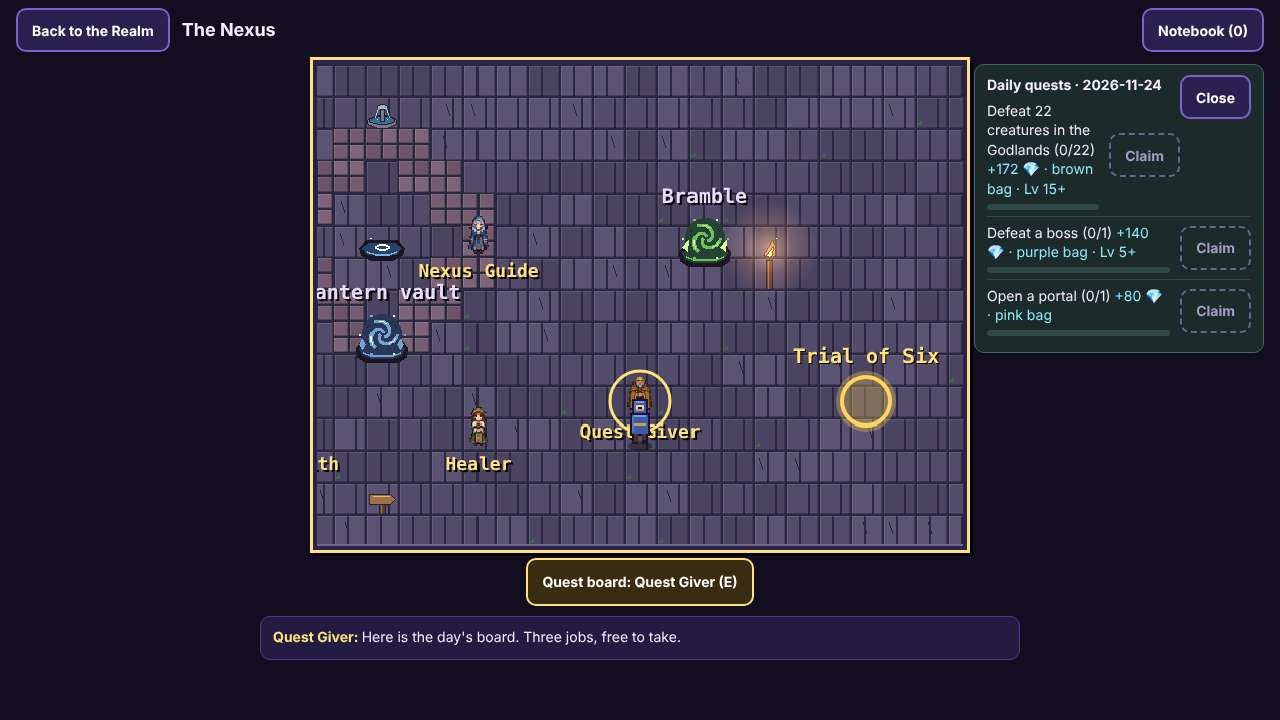 Back to the Realm
The Nexus
Notebook (0)
Daily quests · 2026-11-24
Close
Defeat 22
creatures in the
Godlands (0/22)
+172 💎 · brown
bag · Lv 15+
Claim
Defeat a boss (0/1) +140
💎 · purple bag · Lv 5+
Claim
Open a portal (0/1) +80 💎
· pink bag
Claim
Bramble
Nexus Guide
antern vault
Trial of Six
Quest Giver
th
Healer
Quest board: Quest Giver (E)
Quest Giver: Here is the day's board. Three jobs, free to take.